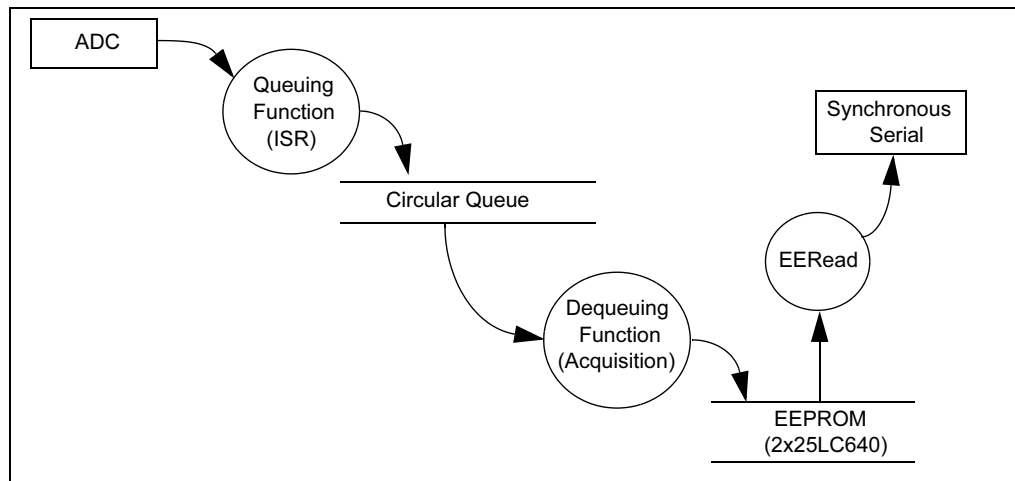 ADC
Queuing
Function
(ISR)
Circular Queue
Dequeuing
Function
(Acquisition)
EEPROM
(2x25LC640)
EERead
Synchronous
Serial